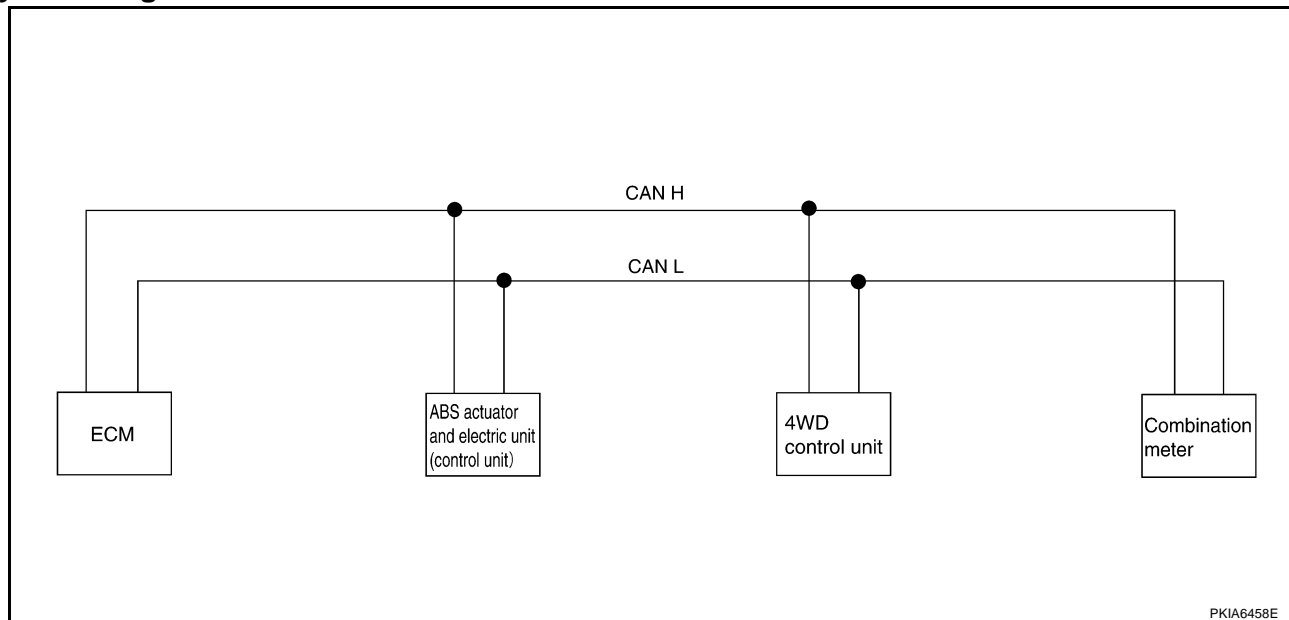 CAN H
CAN L
ECM
ABS actuator
and electric unit
(control unit）
4WD
control unit
Combination
meter
PKIA6458E